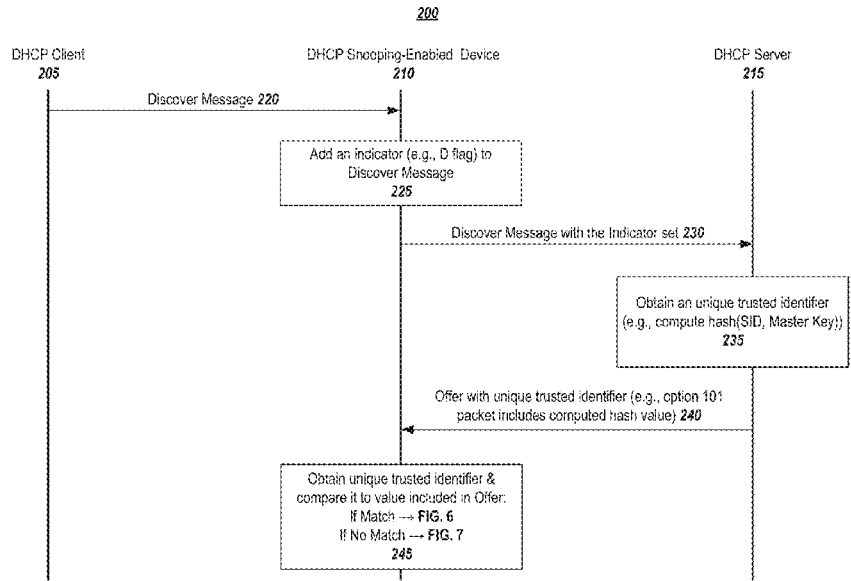 200
DHCP Client
205
DHCP Snooping-Enabled Device
210
DHCP Server
215
Discover Message 220
Add an indicator (e.g., D flag) to
Discover Message
225
Discover Message with the Indicator set 230
Obtain an unique trusted identifier
(e.g., compute hash(SID, Master Key))
235
Offer with unique trusted identifier (e.g., option 101
packet includes computed hash value) 240
Obtain unique trusted identifier &
compare it to value included in Offer:
If Match → FIG. 6
If No Match → FIG. 7
245